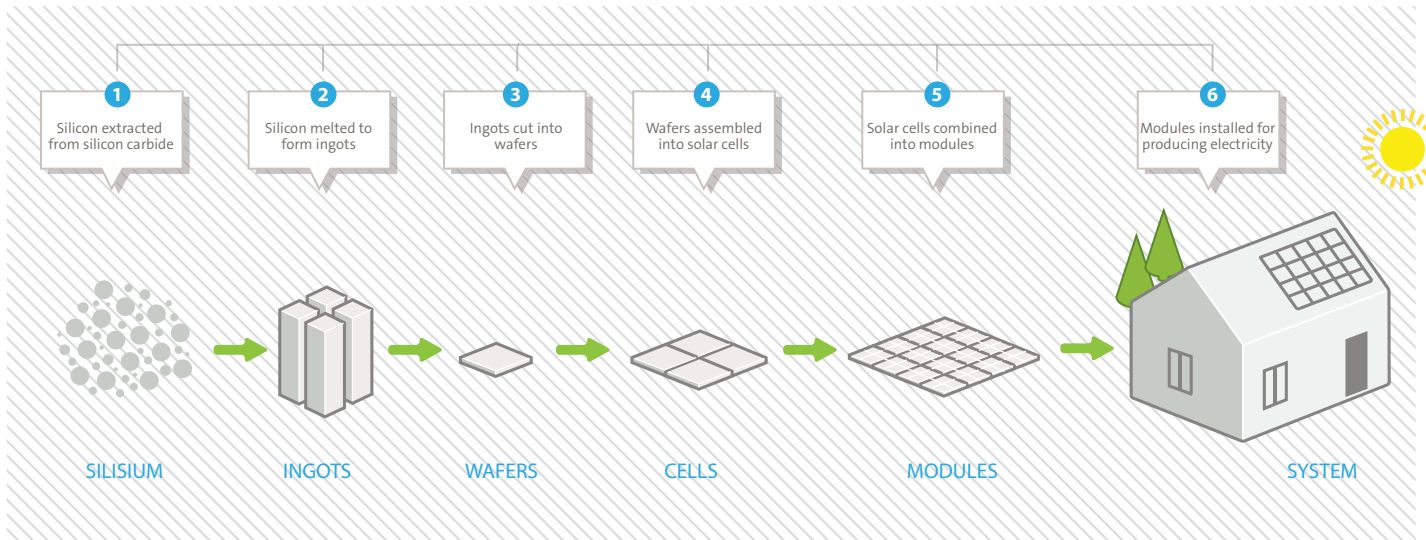 1
Silicon extracted
from silicon carbide
2
Silicon melted to
form ingots
3
Ingots cut into
wafers
4
Wafers assembled
into solar cells
5
Solar cells combined
into modules
6
Modules installed for
producing electricity
SILISIUM
INGOTS
WAFERS
CELLS
MODULES
SYSTEM